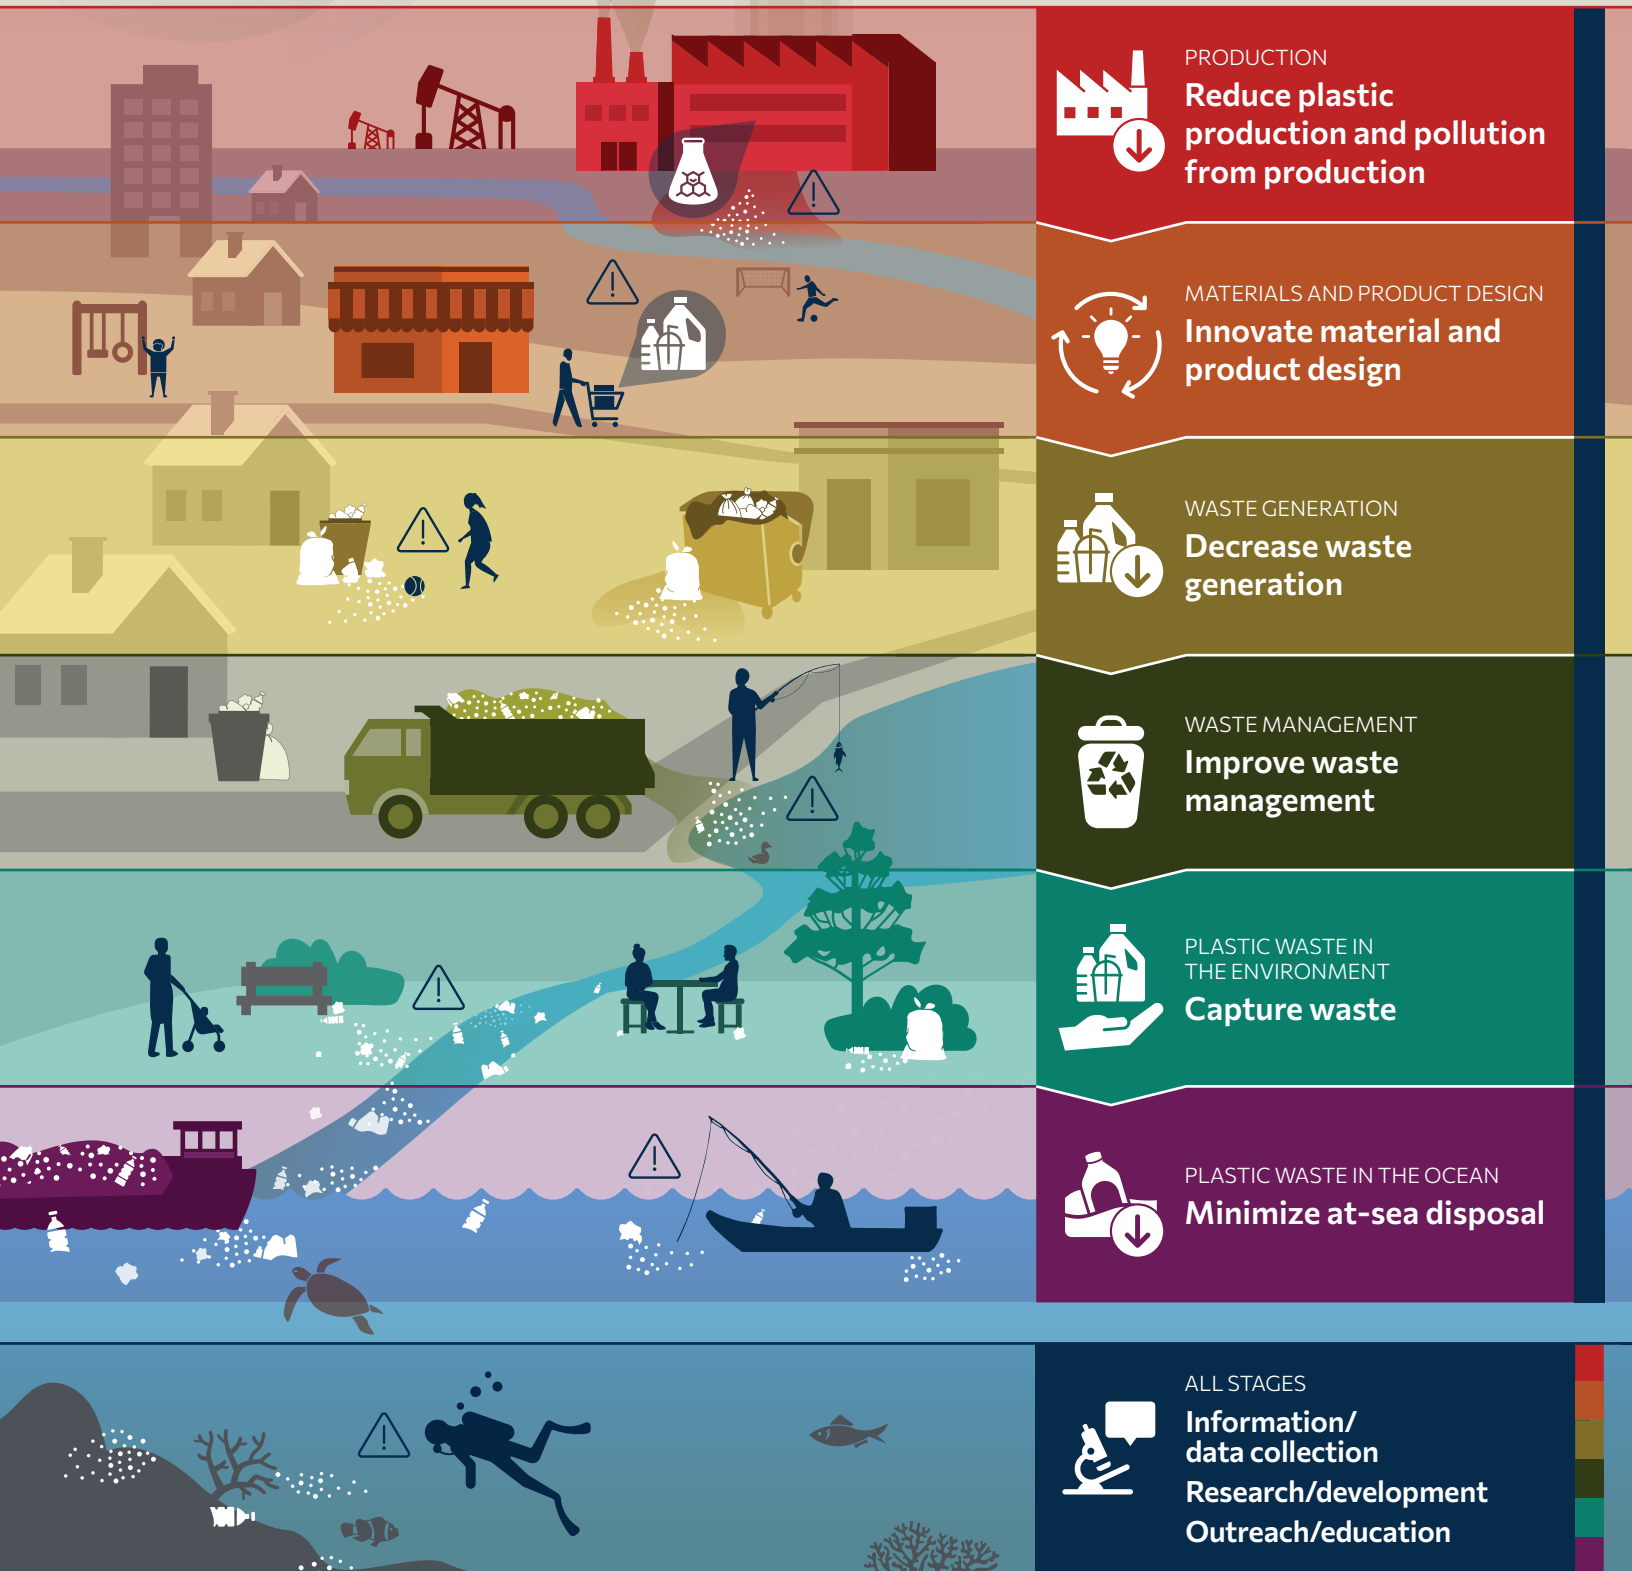 PRODUCTION
Reduce plastic
production and pollution
from production
MATERIALS AND PRODUCT DESIGN
Innovate material and
product design
WASTE GENERATION
Decrease waste
generation
WASTE MANAGEMENT
Improve waste
management
PLASTIC WASTE IN
THE ENVIRONMENT
Capture waste
PLASTIC WASTE IN THE OCEAN
Minimize at-sea disposal
ALL STAGES
Information/
data collection
Research/development
Outreach/education